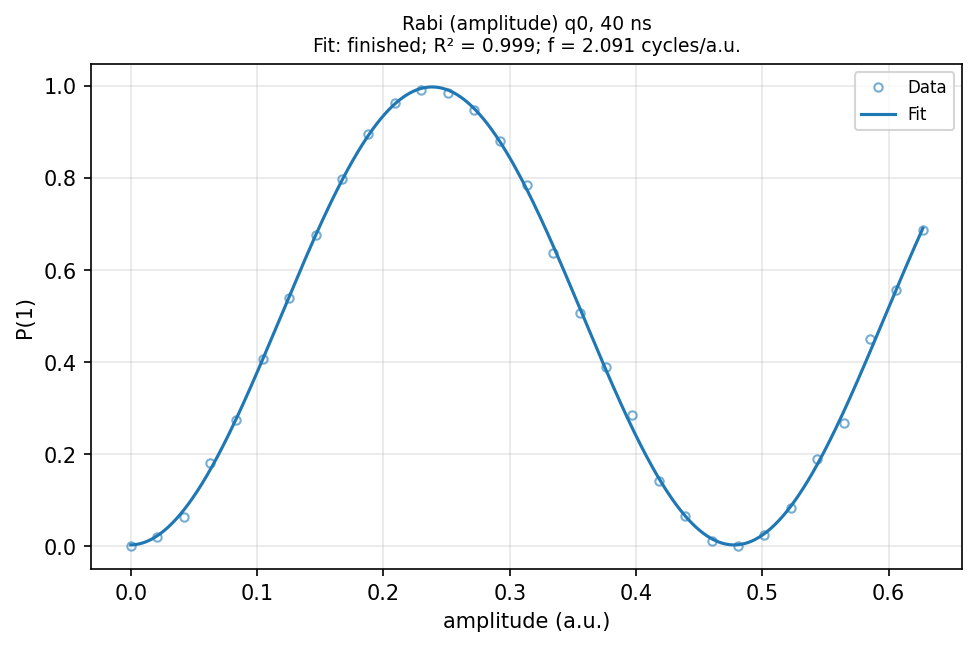 Rabi (amplitude) q0, 40 ns
Fit: finished; R² = 0.999; f = 2.091 cycles/a.u.
Data
Fit
P(1)
1.0
0.8
0.6
0.4
0.2
0.0
0.0 0.1 0.2 0.3 0.4 0.5 0.6
amplitude (a.u.)